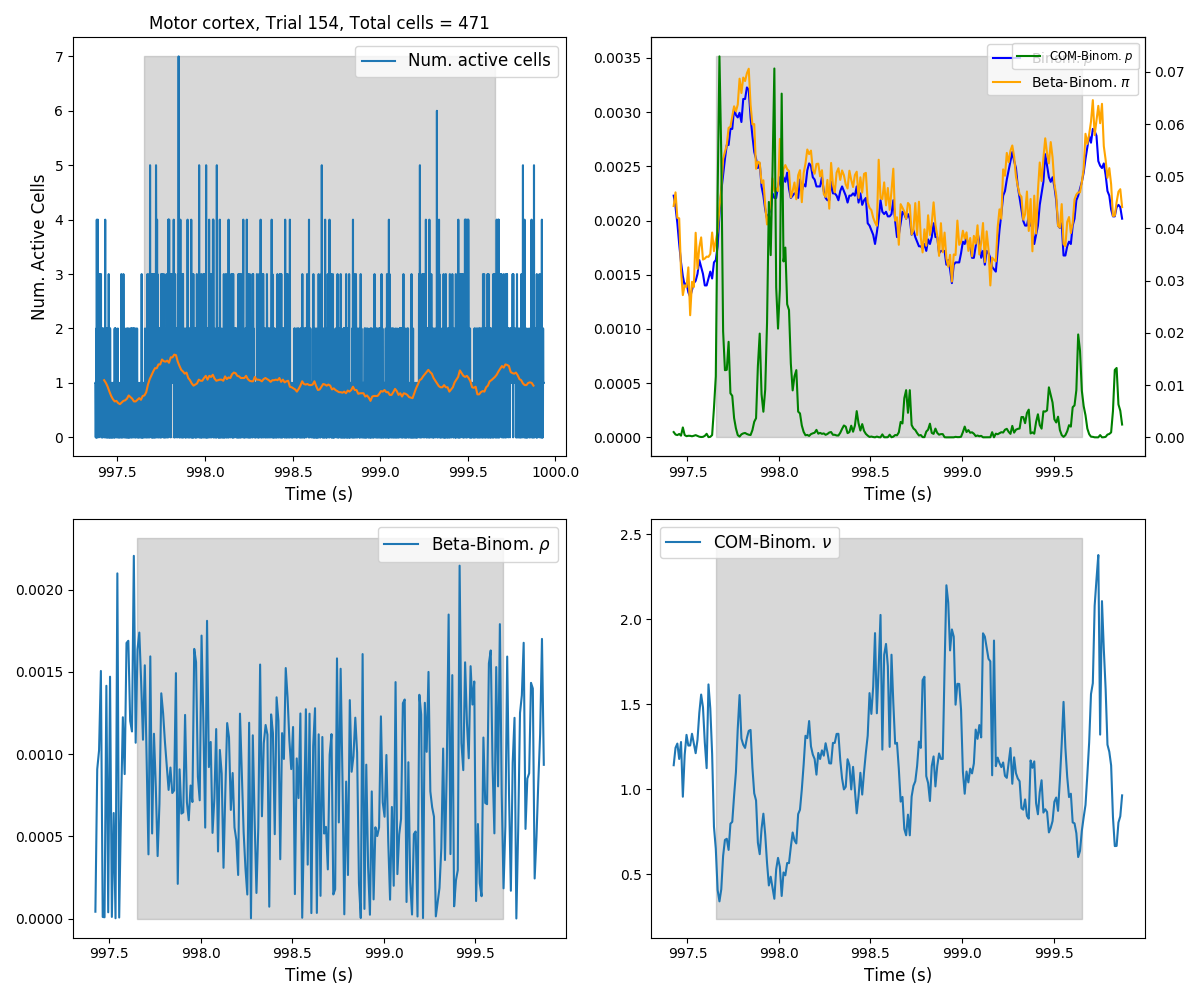 Motor cortex, Trial 154, Total cells = 471
Num. active cells
7
6
5
4
3
2
1
0
Num. Active Cells
997.5 998.0 998.5 999.0 999.5 1000.0
Time (s)
COM-Binom. p
Beta-Binom. π
0.0035
0.0030
0.0025
0.0020
0.0015
0.0010
0.0005
0.0000
0.07
0.06
0.05
0.04
0.03
0.02
0.01
0.00
997.5 998.0 998.5 999.0 999.5
Time (s)
Beta-Binom. ρ
0.0020
0.0015
0.0010
0.0005
0.0000
997.5 998.0 998.5 999.0 999.5
Time (s)
COM-Binom. ν
2.5
2.0
1.5
1.0
0.5
997.5 998.0 998.5 999.0 999.5
Time (s)